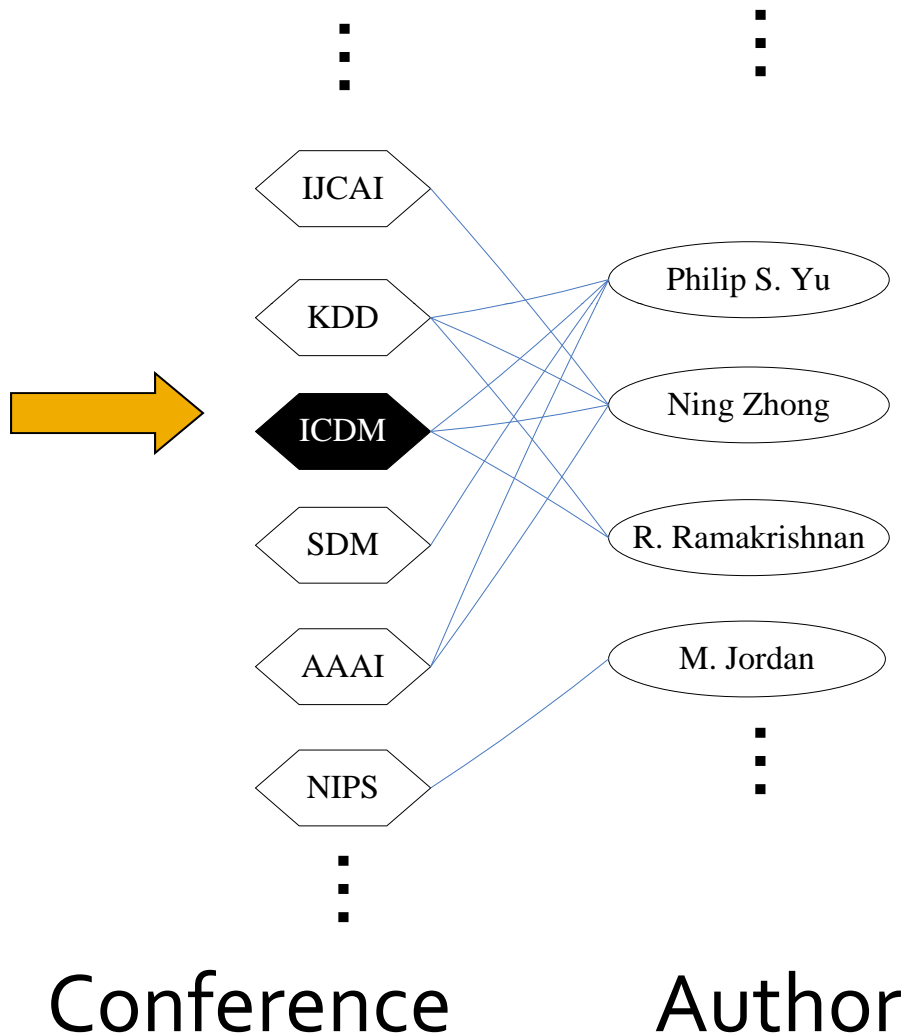 IJCAI
Philip S. Yu
KDD
Ning Zhong
ICDM
R. Ramakrishnan
SDM
AAAI
M. Jordan
NIPS
Conference
Author